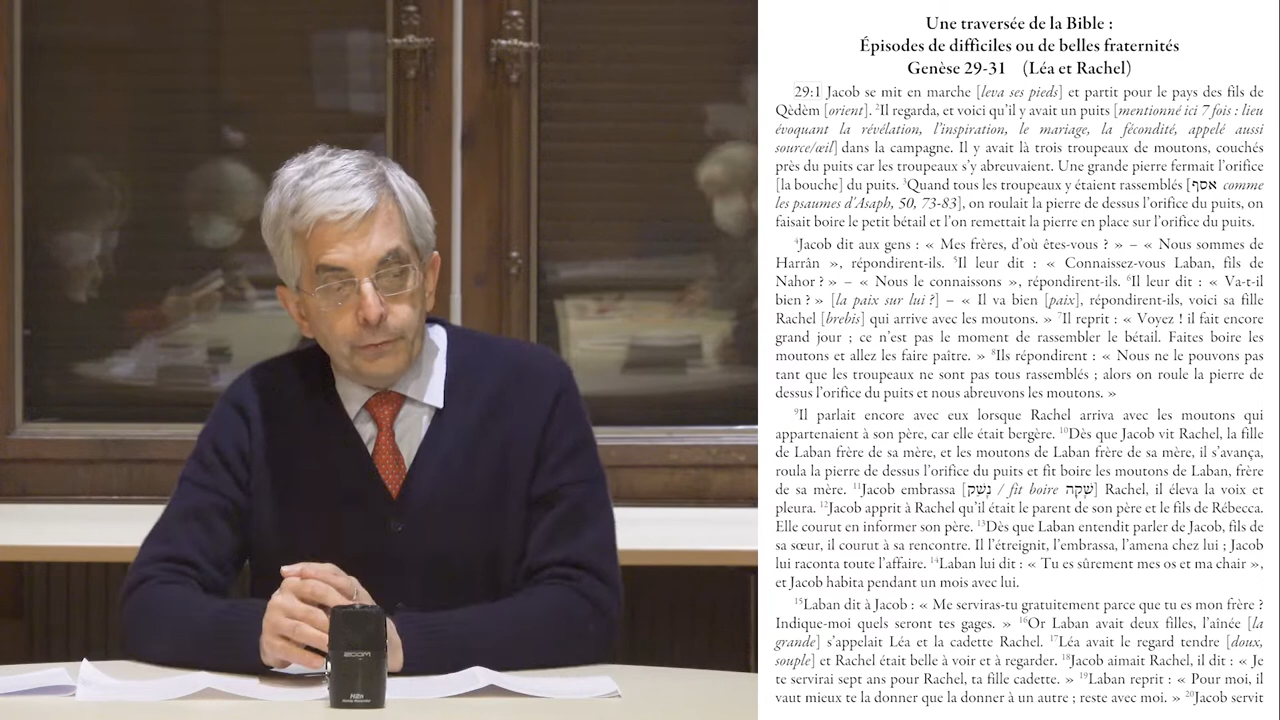 Une traversée de la Bible :
Épisodes de difficiles ou de belles fraternités
Genèse 29-31 (Léa et Rachel)
29:1 Jacob se mit en marche [leva ses pieds] et partit pour le pays des fils de
Qèdèm [orient]. ²Il regarda, et voici qu'il y avait un puits [mentionné ici 7 fois : lieu
évoquant la révélation, l'inspiration, le mariage, la fécondité, appelé aussi
source/œil] dans la campagne. Il y avait là trois troupeaux de moutons, couchés
près du puits car les troupeaux s'y abreuvaient. Une grande pierre fermait l'orifice
[la bouche] du puits. ³Quand tous les troupeaux y étaient rassemblés [אסף comme
les psaumes d'Asaph, 50, 73-83], on roulait la pierre de dessus l'orifice du puits, on
faisait boire le petit bétail et l'on remettait la pierre en place sur l'orifice du puits.
⁴Jacob dit aux gens : « Mes frères, d'où êtes-vous ? » – « Nous sommes de
Harrân », répondirent-ils. ⁵Il leur dit : « Connaissez-vous Laban, fils de
Nahor ? » – « Nous le connaissons », répondirent-ils. ⁶Il leur dit : « Va-t-il
bien ? » [la paix sur lui ?] – « Il va bien [paix], répondirent-ils, voici sa fille
Rachel [brebis] qui arrive avec les moutons. » ⁷Il reprit : « Voyez ! il fait encore
grand jour ; ce n'est pas le moment de rassembler le bétail. Faites boire les
moutons et allez les faire paître. » ⁸Ils répondirent : « Nous ne le pouvons pas
tant que les troupeaux ne sont pas tous rassemblés ; alors on roule la pierre de
dessus l'orifice du puits et nous abreuvons les moutons. »
⁹Il parlait encore avec eux lorsque Rachel arriva avec les moutons qui
appartenaient à son père, car elle était bergère. ¹⁰Dès que Jacob vit Rachel, la fille
de Laban frère de sa mère, et les moutons de Laban frère de sa mère, il s'avança,
roula la pierre de dessus l'orifice du puits et fit boire les moutons de Laban, frère
de sa mère. ¹¹Jacob embrassa [נָשַׁק / fit boire שָׁקָה] Rachel, il éleva la voix et
pleura. ¹²Jacob apprit à Rachel qu'il était le parent de son père et le fils de Rébecca.
Elle courut en informer son père. ¹³Dès que Laban entendit parler de Jacob, fils de
sa sœur, il courut à sa rencontre. Il l'étreignit, l'embrassa, l'amena chez lui ; Jacob
lui raconta toute l'affaire. ¹⁴Laban lui dit : « Tu es sûrement mes os et ma chair »,
et Jacob habita pendant un mois avec lui.
¹⁵Laban dit à Jacob : « Me serviras-tu gratuitement parce que tu es mon frère ?
Indique-moi quels seront tes gages. » ¹⁶Or Laban avait deux filles, l'aînée [la
grande] s'appelait Léa et la cadette Rachel. ¹⁷Léa avait le regard tendre [doux,
souple] et Rachel était belle à voir et à regarder. ¹⁸Jacob aimait Rachel, il dit : « Je
te servirai sept ans pour Rachel, ta fille cadette. » ¹⁹Laban reprit : « Pour moi, il
vaut mieux te la donner que la donner à un autre ; reste avec moi. » ²⁰Jacob servit
zoom
H2n
Handy Recorder